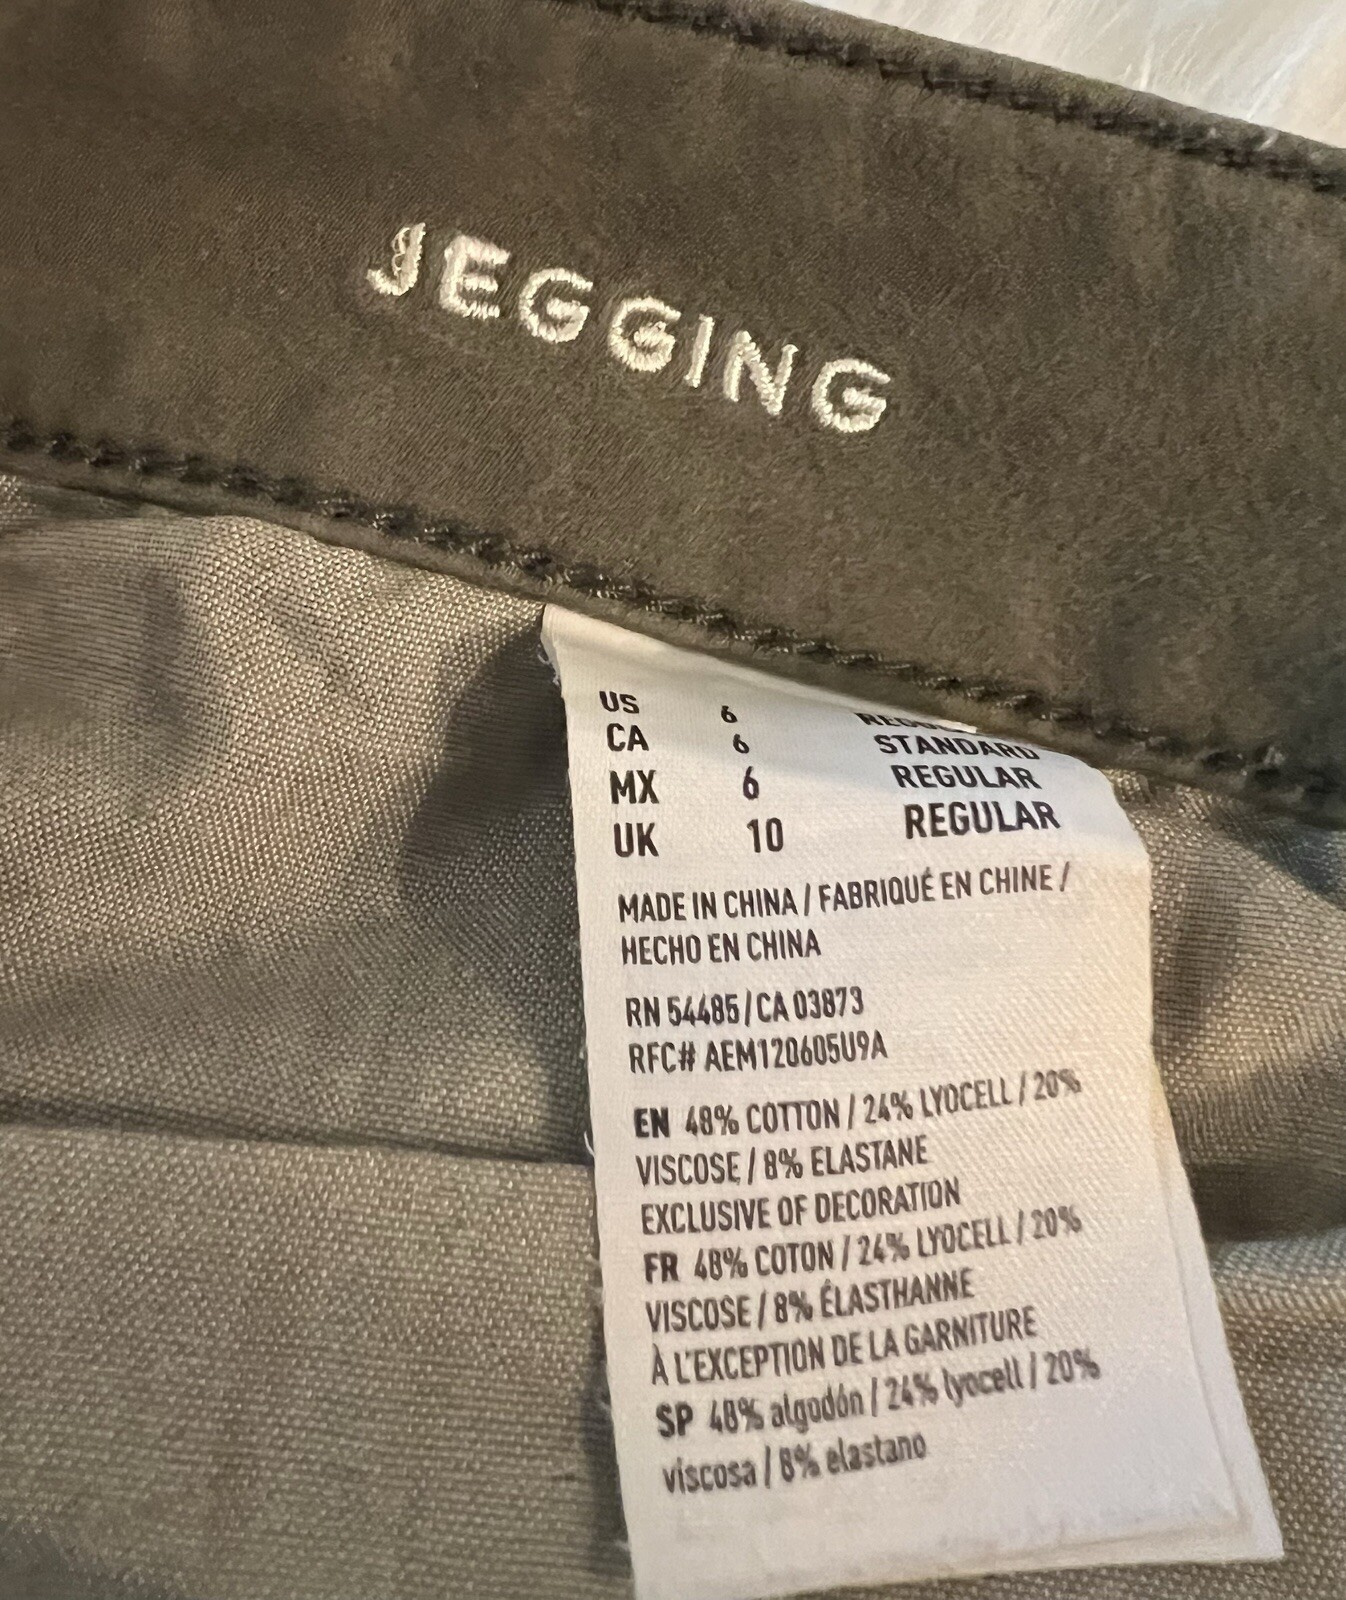 JEGGING
US 6
CA 6 STANDARD
MX 6 REGULAR
UK 10 REGULAR
MADE IN CHINA / FABRIQUÉ EN CHINE /
HECHO EN CHINA
RN 54485 / CA 03873
RFC# AEM120605U9A
EN 48% COTTON / 24% LYOCELL / 20%
VISCOSE / 8% ELASTANE
EXCLUSIVE OF DECORATION
FR 48% COTON / 24% LYOCELL / 20%
VISCOSE / 8% ÉLASTHANNE
À L'EXCEPTION DE LA GARNITURE
SP 48% algodón / 24% lyocell / 20%
viscosa / 8% elastano